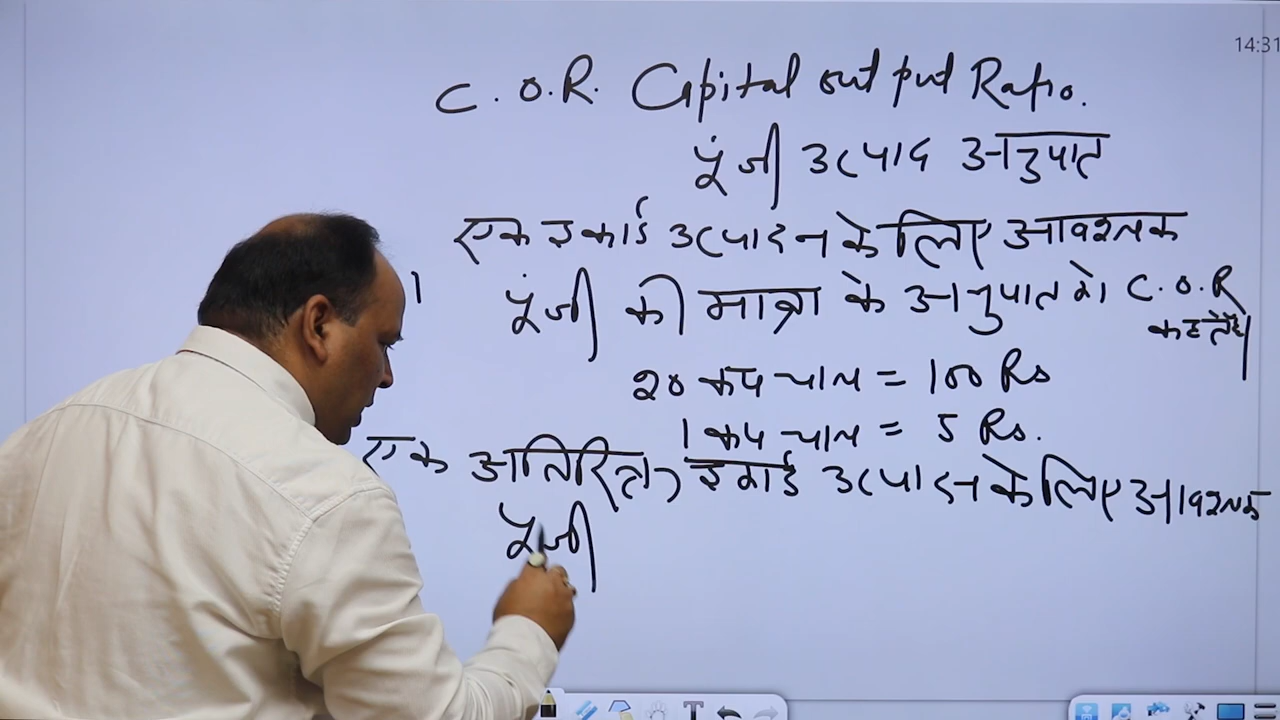 14:31
C.O.R. Capital output Ratio.
पूंजी उत्पाद अनुपात
एक इकाई उत्पादन के लिए आवश्यक
पूंजी की मात्रा के अनुपात को C.O.R
कहते हैं।
20 कप चाय = 100 Rs
1 कप चाय = 5 Rs.
एक अतिरिक्त इकाई उत्पादन के लिए आवश्यक
पूंजी
T